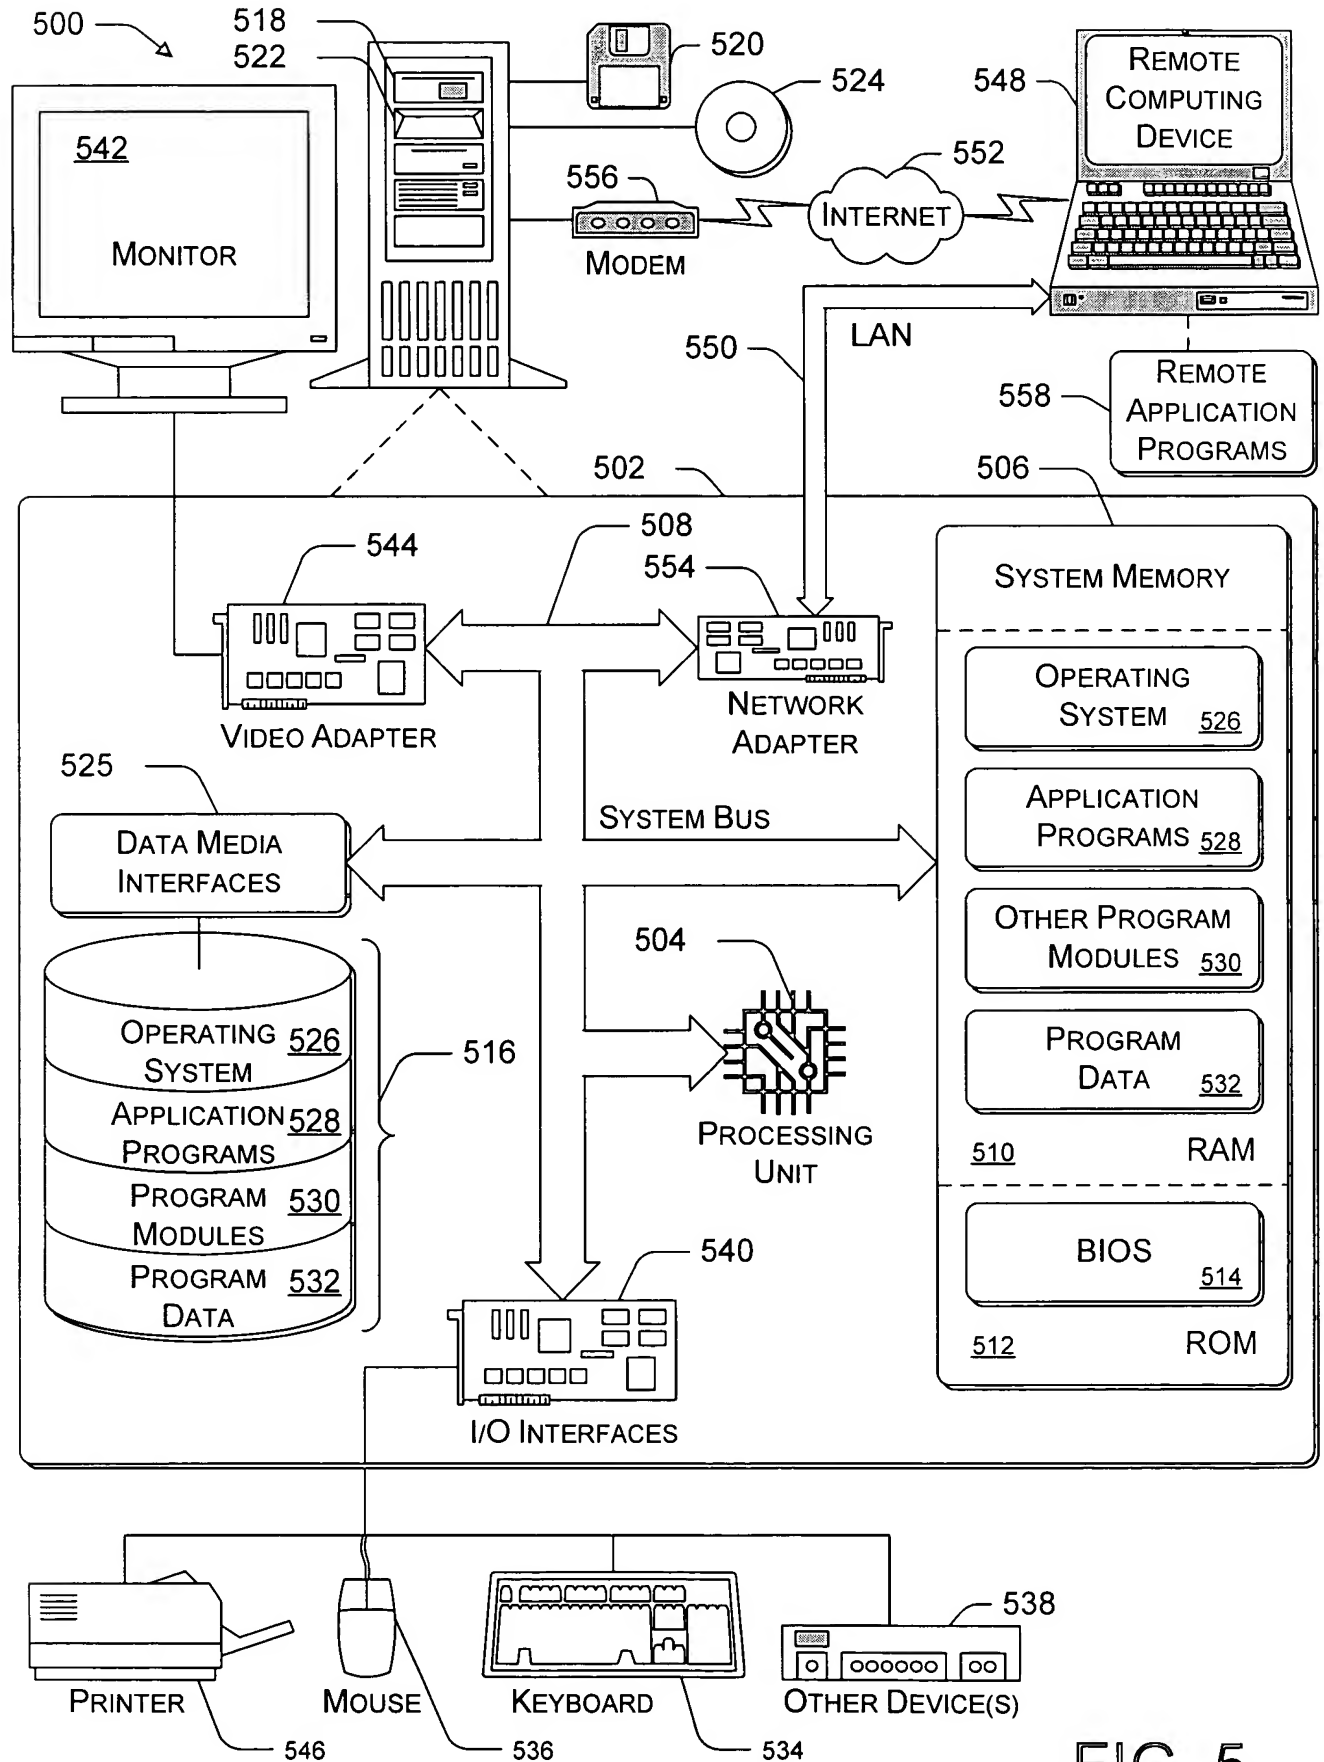 500
518
522
520
524
548
REMOTE
COMPUTING
DEVICE
542
MONITOR
556
MODEM
552
INTERNET
550
LAN
558
REMOTE
APPLICATION
PROGRAMS
502
506
544
508
554
SYSTEM MEMORY
VIDEO ADAPTER
NETWORK
ADAPTER
OPERATING
SYSTEM 526
525
DATA MEDIA
INTERFACES
SYSTEM BUS
APPLICATION
PROGRAMS 528
OTHER PROGRAM
MODULES 530
504
PROCESSING
UNIT
PROGRAM
DATA 532
510 RAM
OPERATING 526
SYSTEM
APPLICATION 528
PROGRAMS
PROGRAM 530
MODULES
PROGRAM 532
DATA
516
540
I/O INTERFACES
BIOS
514
512 ROM
PRINTER
546
MOUSE
536
KEYBOARD
534
538
OTHER DEVICE(S)
FIG. 5